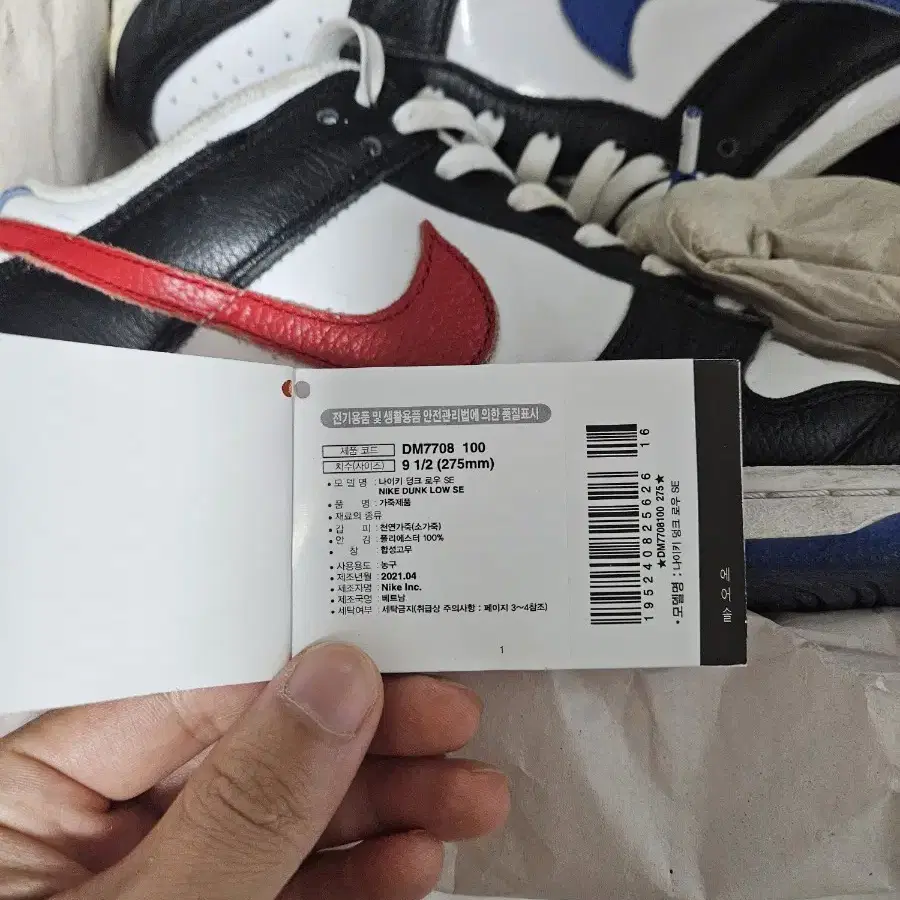 전기용품 및 생활용품 안전관리법에 의한 품질표시
제품 코드 DM7708 100
치수(사이즈) 9 1/2 (275mm)
• 모 델 명 : 나이키 덩크 로우 SE
NIKE DUNK LOW SE
• 품 명 : 가죽제품
• 재료의 종류
• 갑 피 : 천연가죽(소가죽)
• 안 감 : 폴리에스터 100%
• 창 : 합성고무
• 사용용도 : 농구
• 제조년월 : 2021.04
• 제조자명 : Nike Inc.
• 제조국명 : 베트남
• 세탁여부 : 세탁금지(취급상 주의사항 : 페이지 3~4참조)
1
195240825626 16
★DM7708100 275★
• 모델명 : 나이키 덩크 로우 SE
에어솔